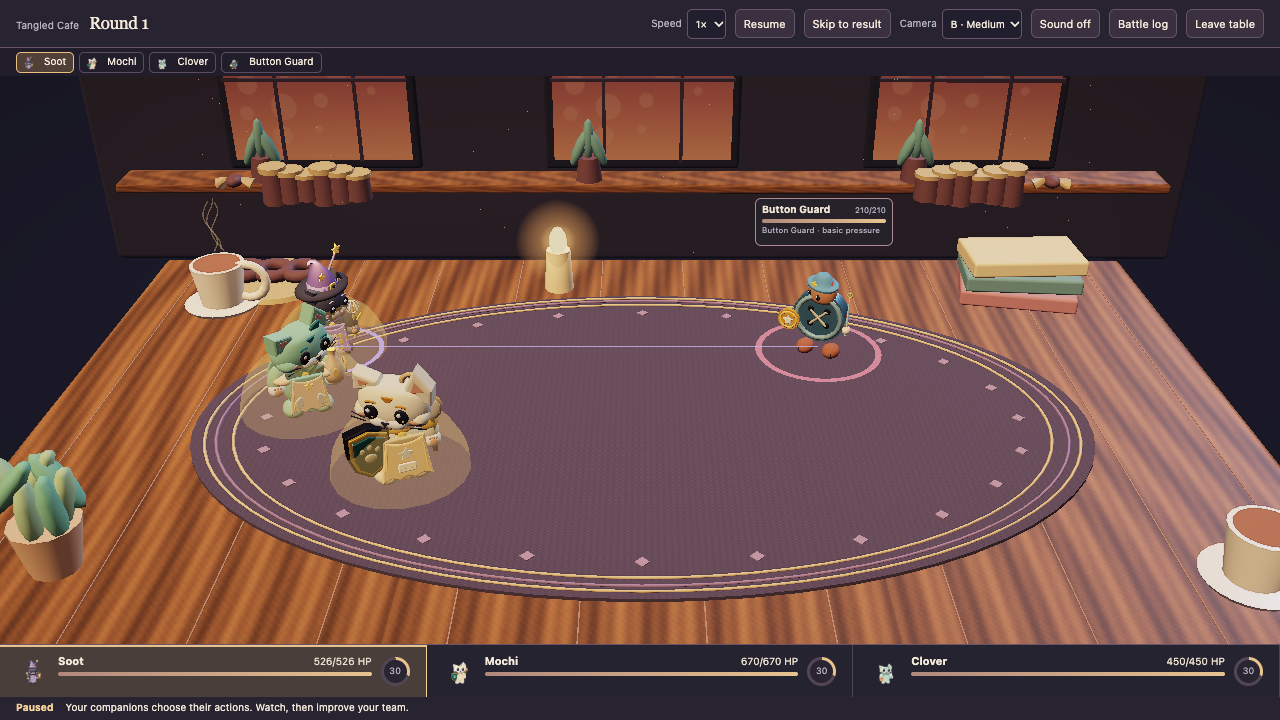 Tangled Cafe Round 1
Speed 1x Resume Skip to result Camera B · Medium Sound off Battle log Leave table
Soot Mochi Clover Button Guard
Button Guard 210/210
Button Guard · basic pressure
Soot 526/526 HP 30
Mochi 670/670 HP 30
Clover 450/450 HP 30
Paused Your companions choose their actions. Watch, then improve your team.